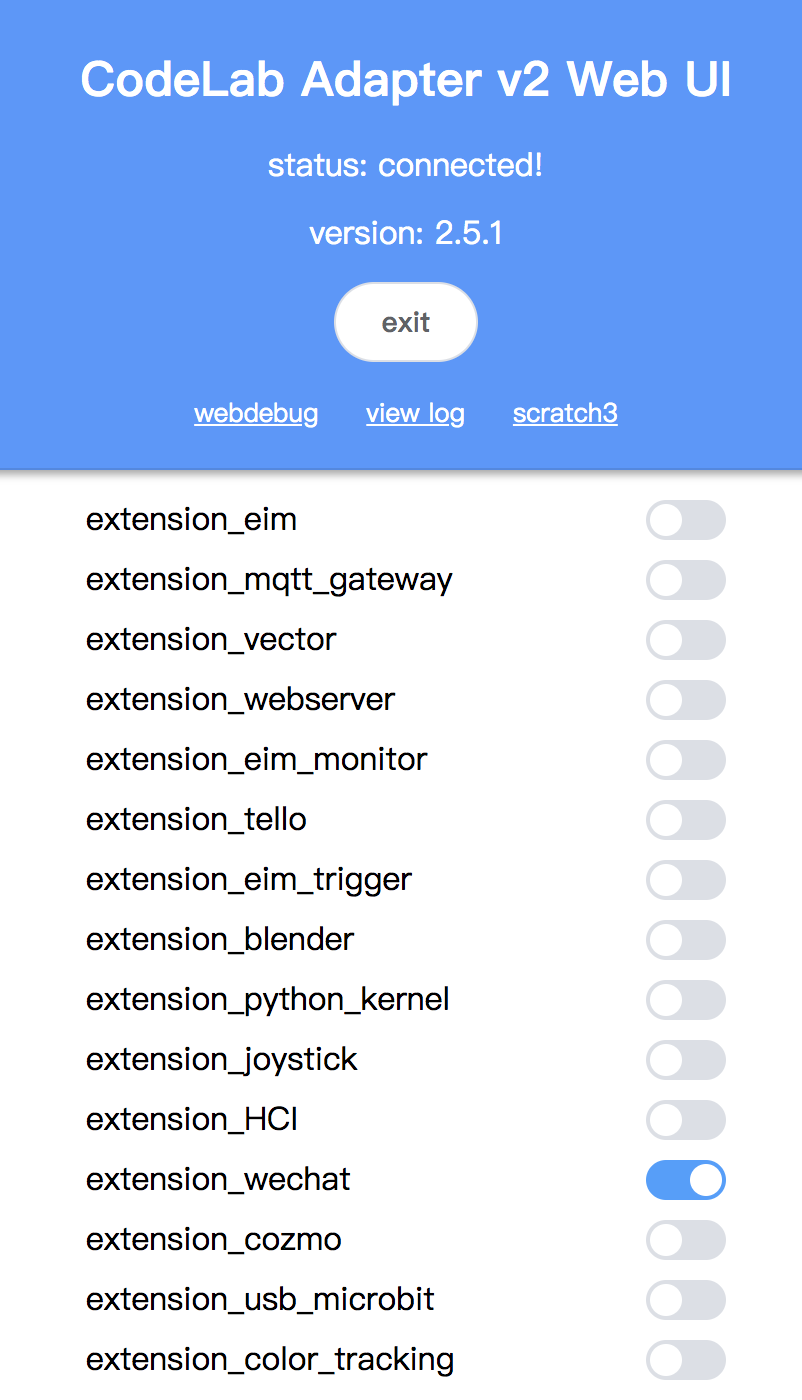 CodeLab Adapter v2 Web UI
status: connected!
version: 2.5.1
exit
webdebug view log scratch3
extension_eim
extension_mqtt_gateway
extension_vector
extension_webserver
extension_eim_monitor
extension_tello
extension_eim_trigger
extension_blender
extension_python_kernel
extension_joystick
extension_HCI
extension_wechat
extension_cozmo
extension_usb_microbit
extension_color_tracking